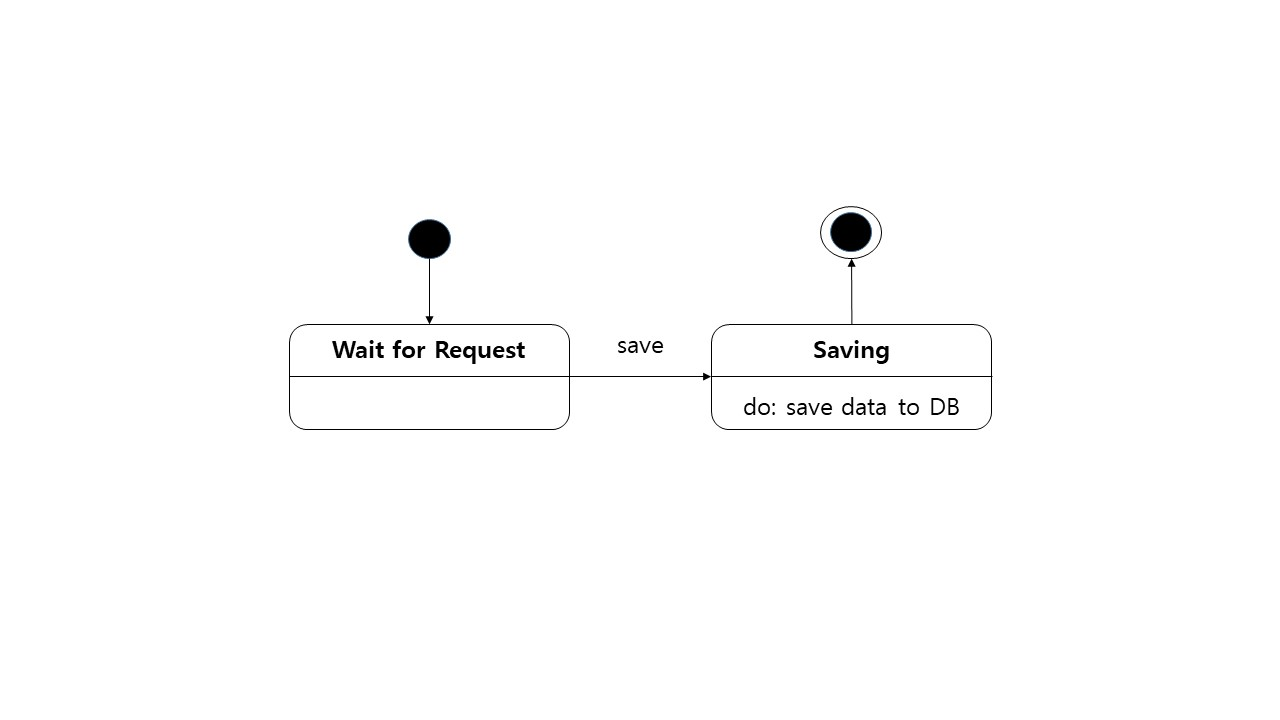 Wait for Request
save
Saving
do: save data to DB